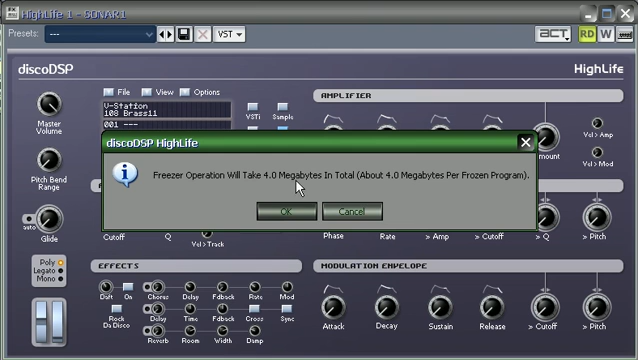 HighLife 1 - SONAR1
Presets: ---
VST
ACT
RD W
discoDSP
HighLife
File View Options
V-Station
108 Brass11
001 ---
VSTi Sample
AMPLIFIER
Master
Volume
Vel > Amp
Vel > Mod
discoDSP HighLife
Freezer Operation Will Take 4.0 Megabytes In Total (About 4.0 Megabytes Per Frozen Program).
OK Cancel
Pitch Bend
Range
auto
Glide Cutoff Q Vel > Track Phase Rate > Amp > Cutoff > Q > Pitch
Poly
Legato
Mono
EFFECTS
MODULATION ENVELOPE
Daft On Chorus Delay Fdback Rate Mod
Rock
Da Disco
Delay Time Fdback Cross Sync
Reverb Room Width Damp
Attack Decay Sustain Release > Cutoff > Pitch